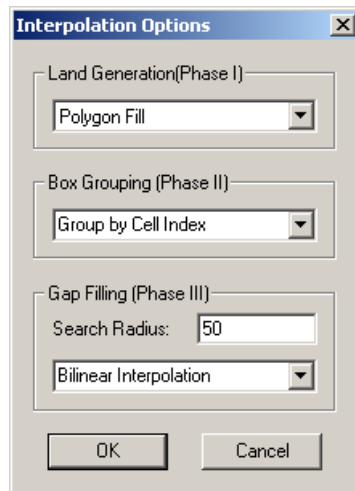 Interpolation Options
Land Generation(Phase I)
Polygon Fill
Box Grouping (Phase II)
Group by Cell Index
Gap Filling (Phase III)
Search Radius: 50
Bilinear Interpolation
OK Cancel